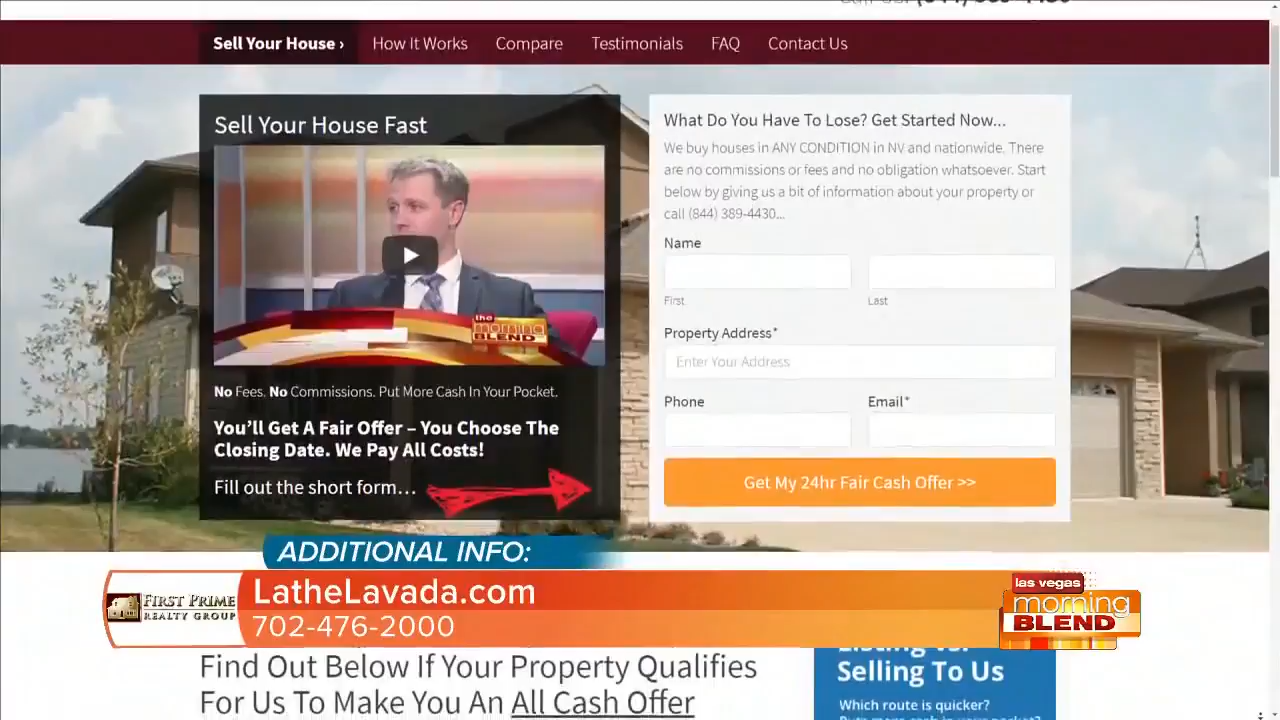 Sell Your House ›
How It Works
Compare
Testimonials
FAQ
Contact Us
Sell Your House Fast
the
morning
BLEND
No Fees. No Commissions. Put More Cash In Your Pocket.
You'll Get A Fair Offer – You Choose The
Closing Date. We Pay All Costs!
Fill out the short form...
What Do You Have To Lose? Get Started Now...
We buy houses in ANY CONDITION in NV and nationwide. There
are no commissions or fees and no obligation whatsoever. Start
below by giving us a bit of information about your property or
call (844) 389-4430...
Name
First
Last
Property Address*
Enter Your Address
Phone
Email*
Get My 24hr Fair Cash Offer >>
ADDITIONAL INFO:
FIRST PRIME
REALTY GROUP
LatheLavada.com
702-476-2000
las vegas
morning
BLEND
Find Out Below If Your Property Qualifies
For Us To Make You An All Cash Offer
Selling To Us
Which route is quicker?